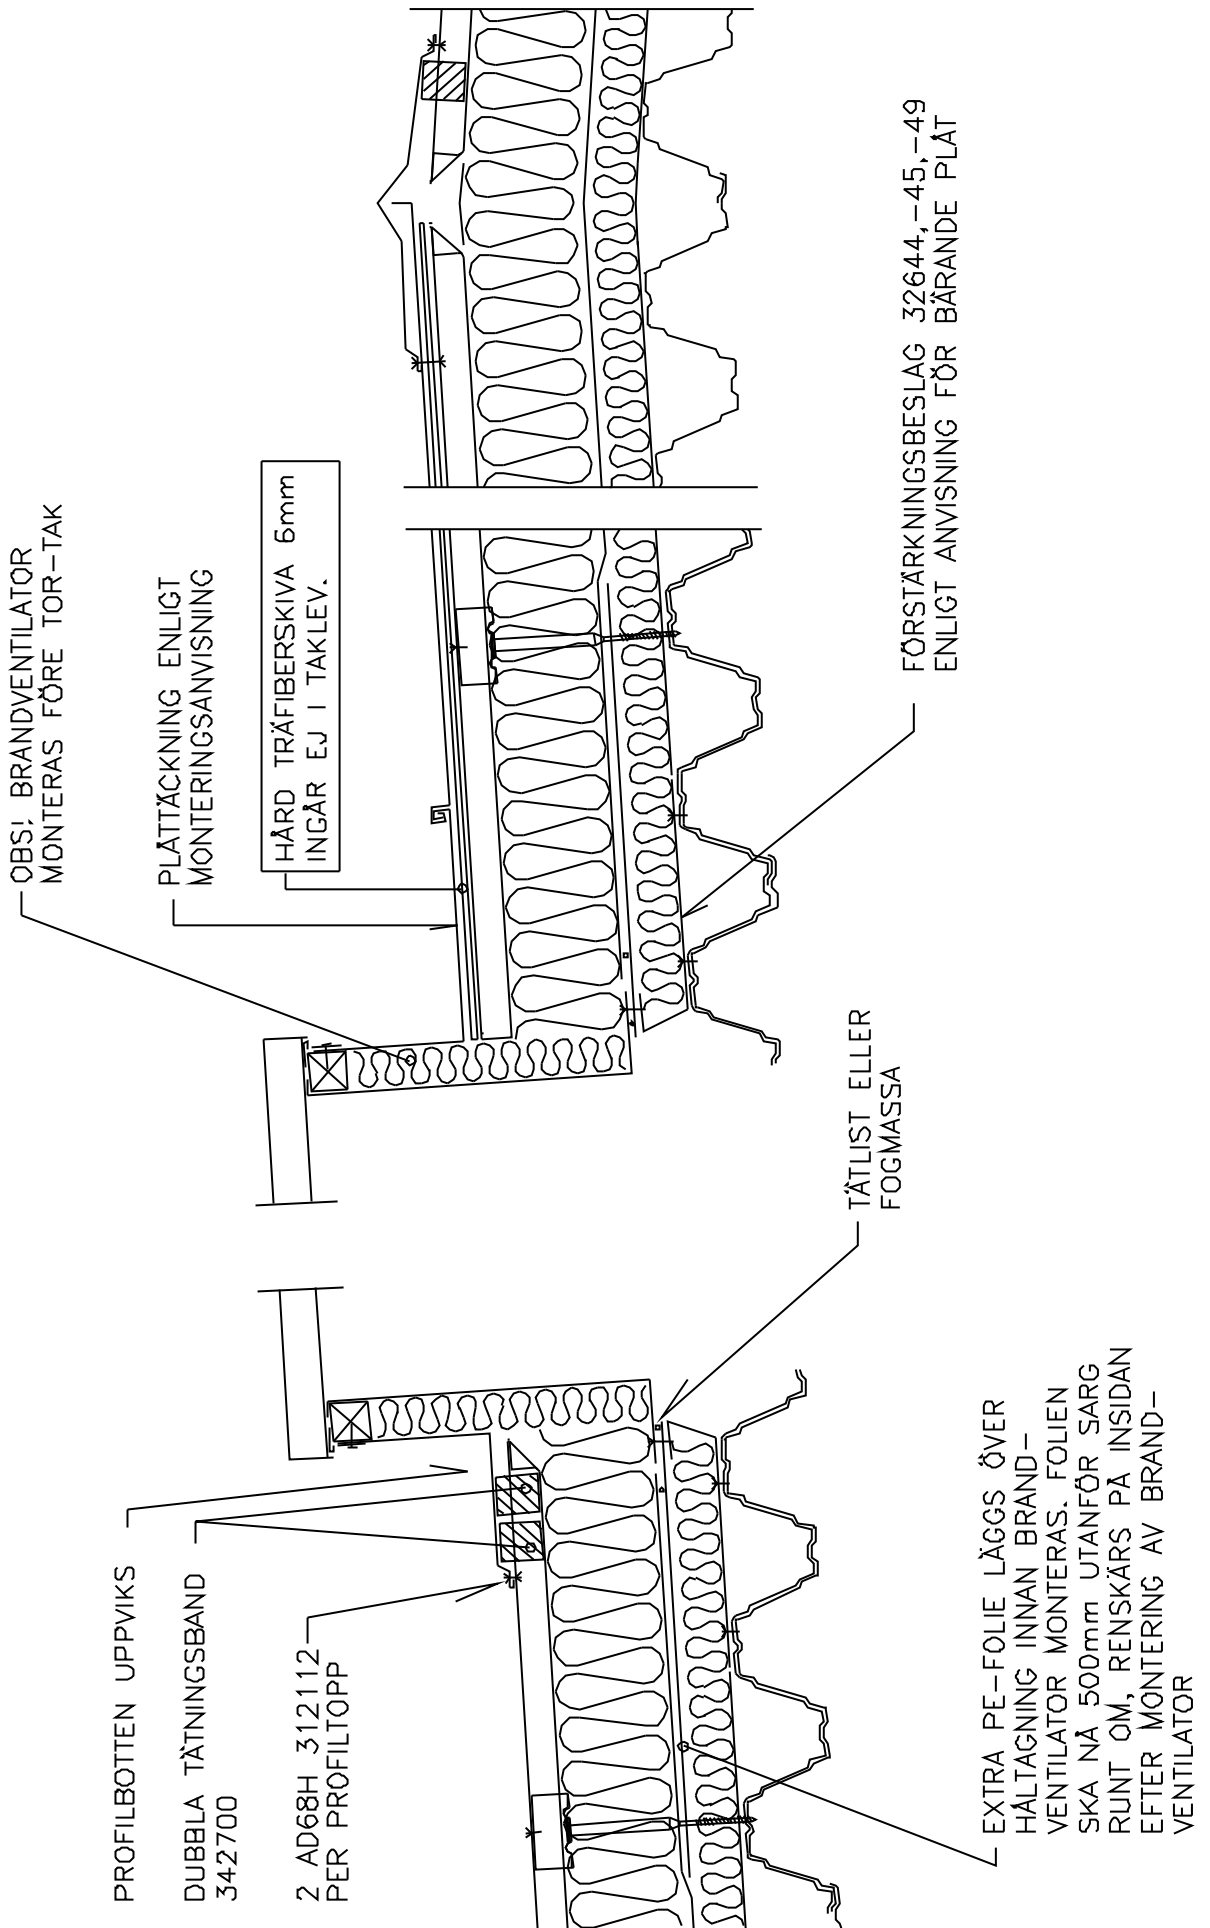 OBS! BRANDVENTILATOR
MONTERAS FÖRE TOR-TAK
PLÅTTÄCKNING ENLIGT
MONTERINGSANVISNING
HÅRD TRÄFIBERSKIVA 6mm
INGÅR EJ I TAKLEV.
PROFILBOTTEN UPPVIKS
DUBBLA TÄTNINGSBAND
342700
2 AD68H 312112
PER PROFILTOPP
FÖRSTÄRKNINGSBESLAG 32644,-45,-49
ENLIGT ANVISNING FÖR BÄRANDE PLÅT
TÄTLIST ELLER
FOGMASSA
EXTRA PE-FOLIE LÄGGS ÖVER
HÅLTAGNING INNAN BRAND-
VENTILATOR MONTERAS. FOLIEN
SKA NÅ 500mm UTANFÖR SARG
RUNT OM, RENSKÄRS PÅ INSIDAN
EFTER MONTERING AV BRAND-
VENTILATOR